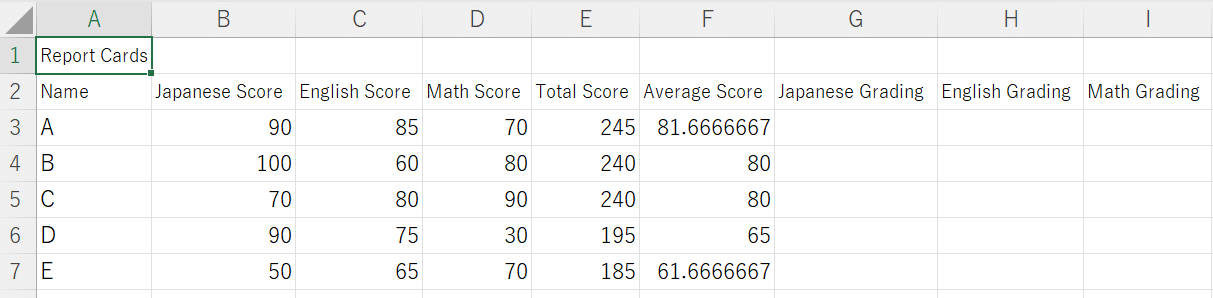 A B C D E F G H I
1 Report Cards
2 Name Japanese Score English Score Math Score Total Score Average Score Japanese Grading English Grading Math Grading
3 A 90 85 70 245 81.6666667
4 B 100 60 80 240 80
5 C 70 80 90 240 80
6 D 90 75 30 195 65
7 E 50 65 70 185 61.6666667